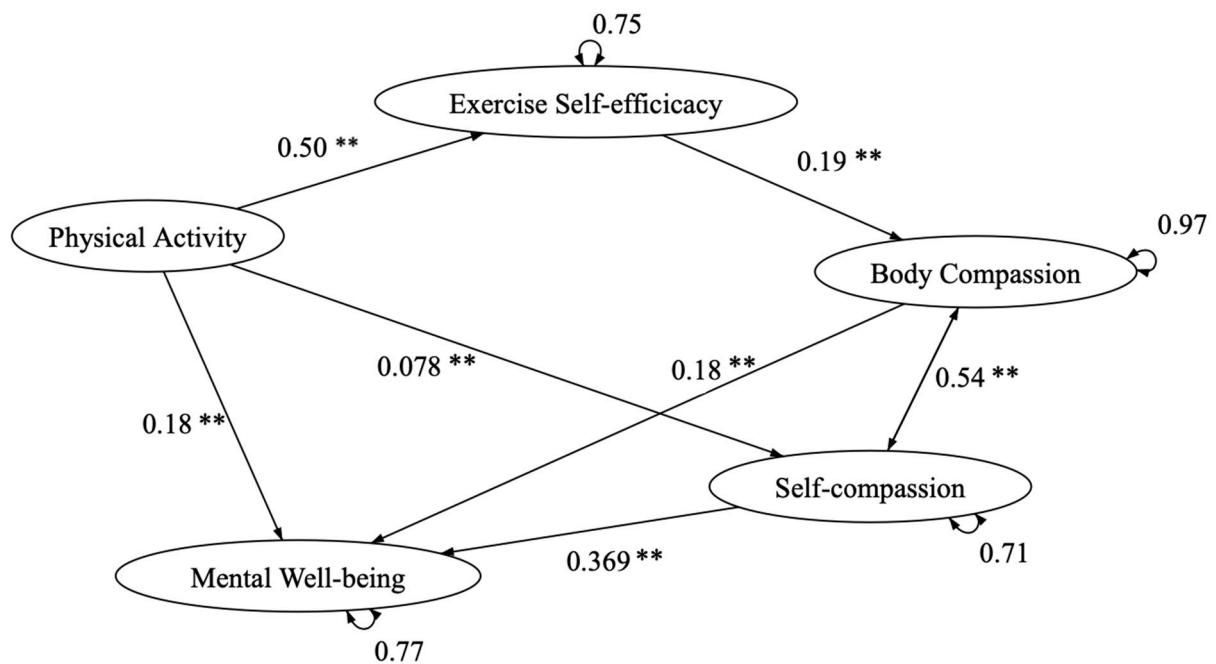 0.75
Exercise Self-efficicacy
0.50 **
0.19 **
Physical Activity
0.97
Body Compassion
0.078 **
0.18 **
0.54 **
0.18 **
Self-compassion
0.369 **
0.71
Mental Well-being
0.77